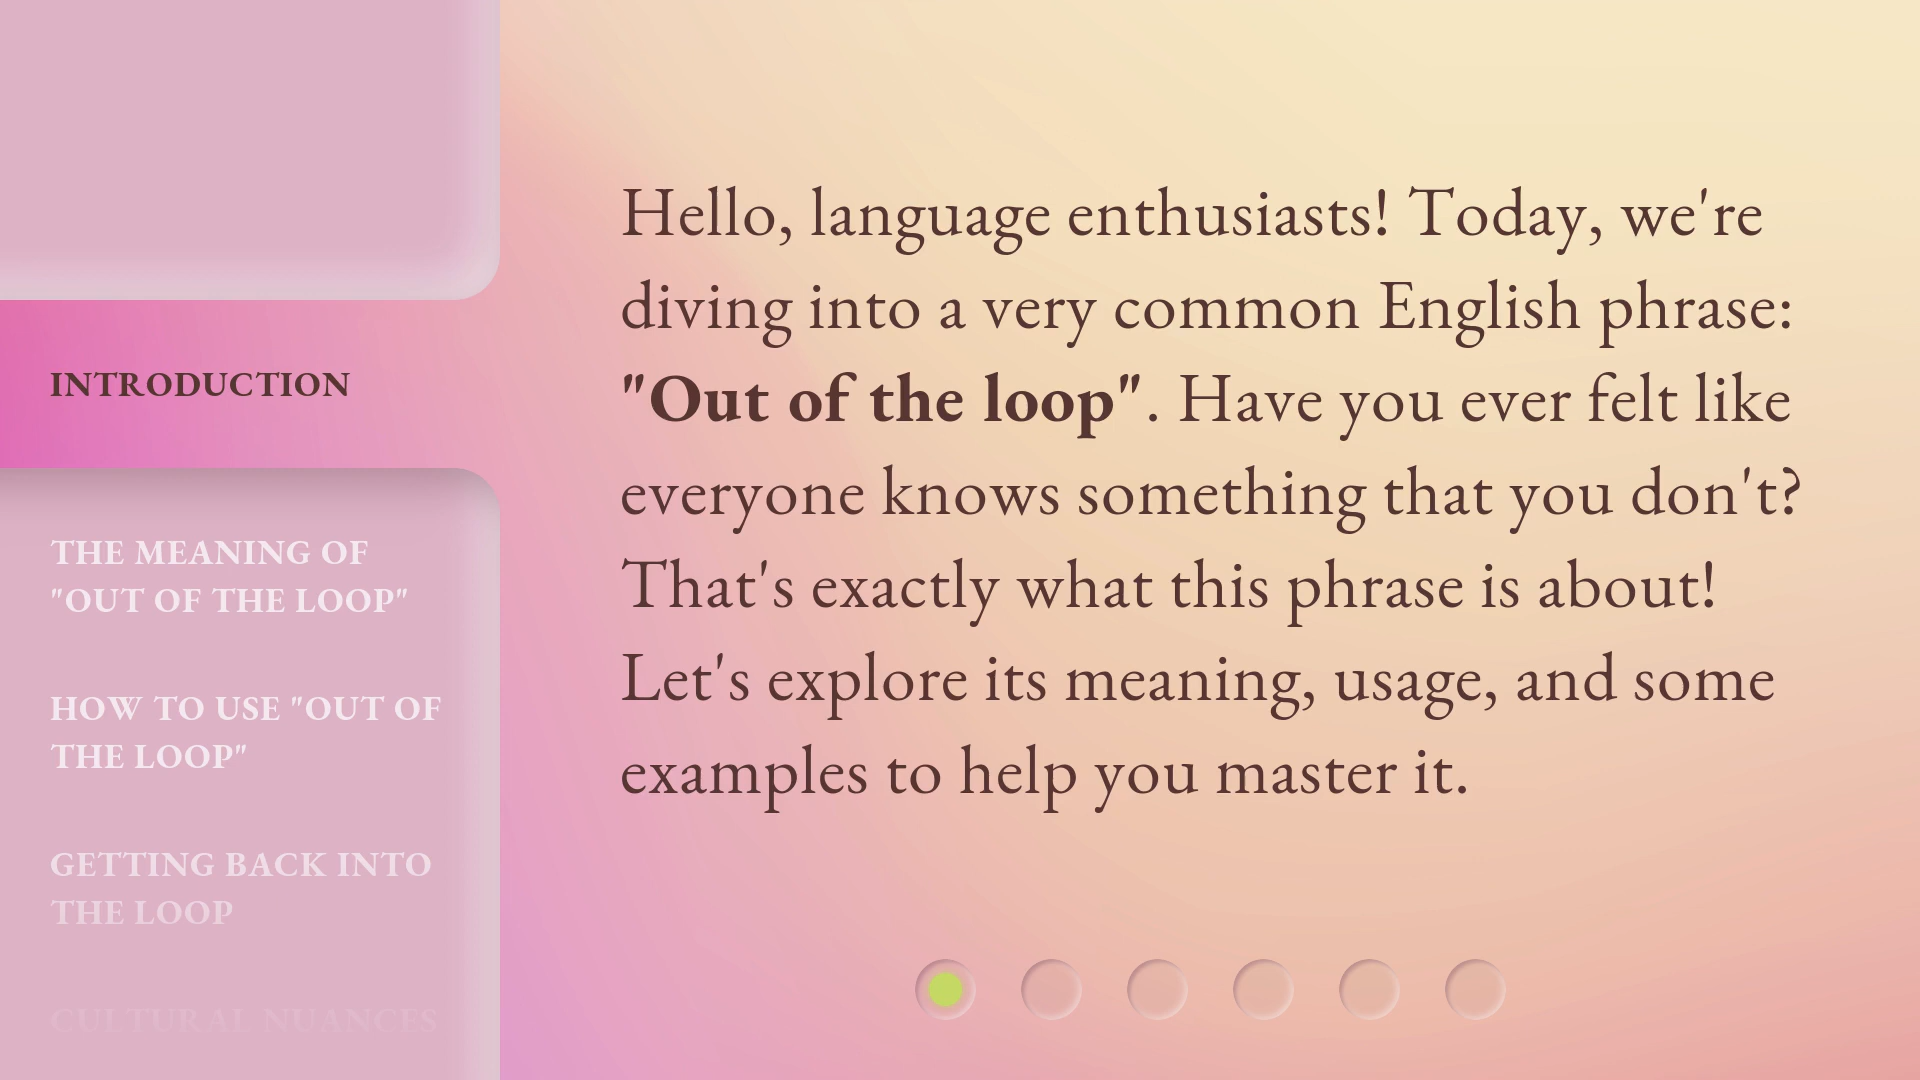 INTRODUCTION
THE MEANING OF
"OUT OF THE LOOP"
HOW TO USE "OUT OF
THE LOOP"
GETTING BACK INTO
THE LOOP
CULTURAL NUANCES
Hello, language enthusiasts! Today, we're
diving into a very common English phrase:
"Out of the loop". Have you ever felt like
everyone knows something that you don't?
That's exactly what this phrase is about!
Let's explore its meaning, usage, and some
examples to help you master it.